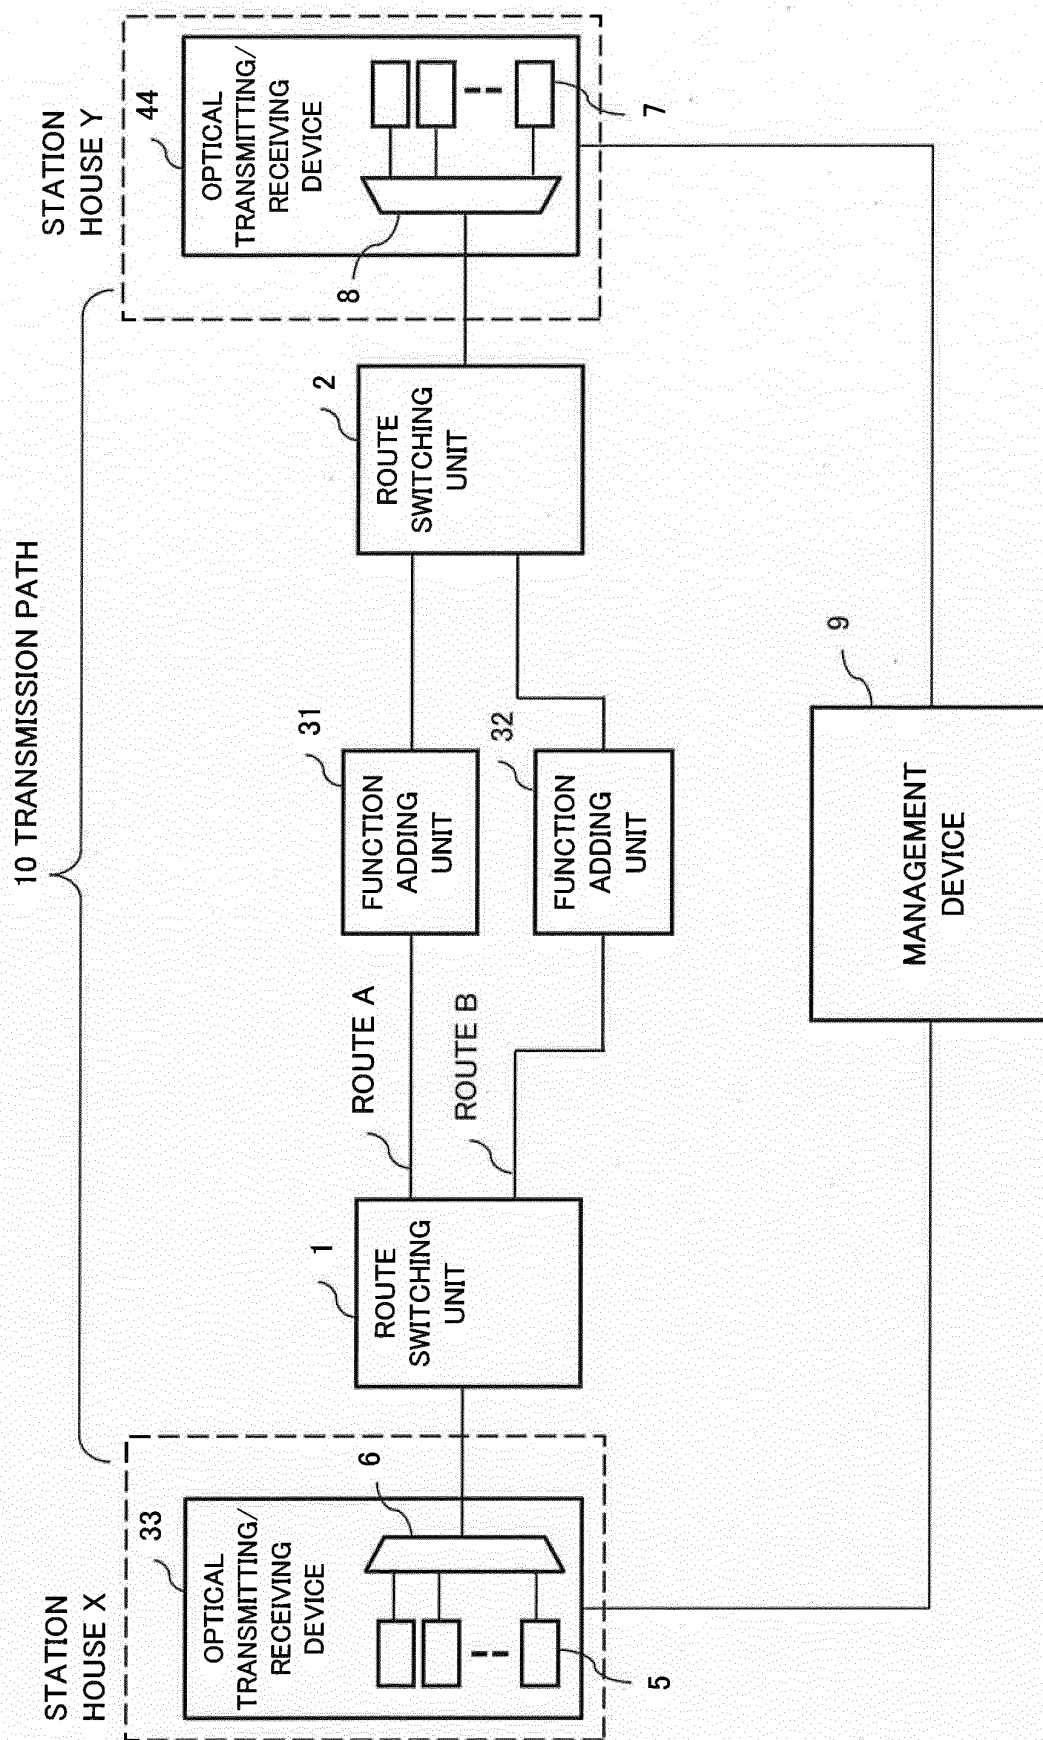 10 TRANSMISSION PATH
STATION
HOUSE X
33
OPTICAL
TRANSMITTING/
RECEIVING
DEVICE
5
6
1
ROUTE
SWITCHING
UNIT
ROUTE A
ROUTE B
31
FUNCTION
ADDING
UNIT
32
FUNCTION
ADDING
UNIT
2
ROUTE
SWITCHING
UNIT
STATION
HOUSE Y
44
OPTICAL
TRANSMITTING/
RECEIVING
DEVICE
8
7
9
MANAGEMENT
DEVICE